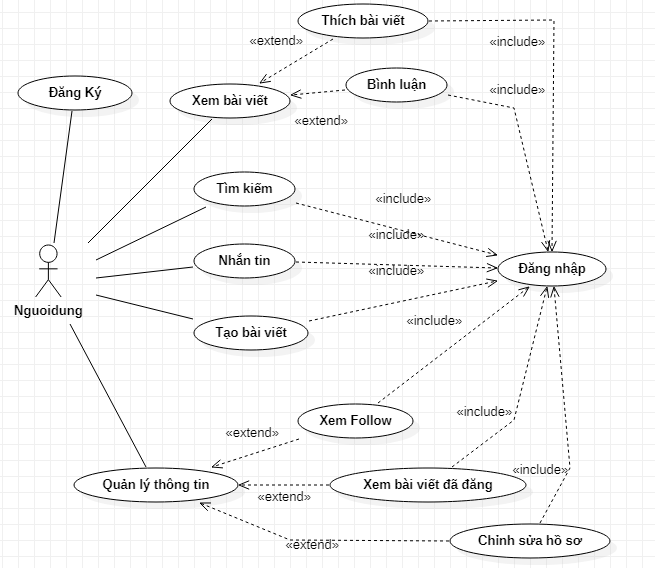 Thích bài viết
«extend»
«include»
Đăng Ký
Xem bài viết
Bình luận
«include»
«extend»
Tìm kiếm
«include»
«include»
Nhắn tin
«include»
Đăng nhập
Nguoidung
Tạo bài viết
«include»
Xem Follow
«include»
«extend»
Quản lý thông tin
Xem bài viết đã đăng
«include»
«extend»
Chỉnh sửa hồ sơ
«extend»